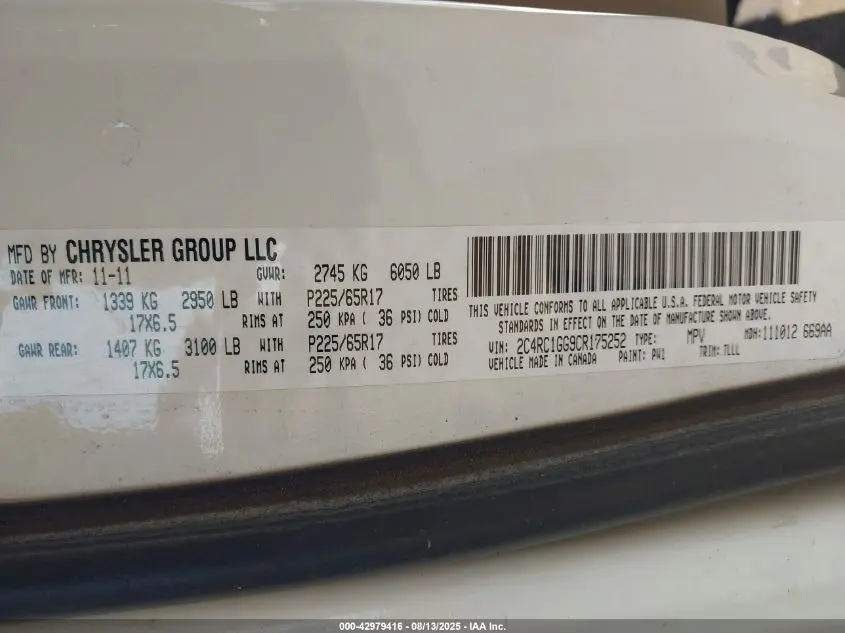 MFD BY CHRYSLER GROUP LLC
DATE OF MFR: 11-11 GVWR: 2745 KG 6050 LB
GAWR FRONT: 1339 KG 2950 LB WITH P225/65R17 TIRES
17X6.5 RIMS AT 250 KPA ( 36 PSI) COLD
GAWR REAR: 1407 KG 3100 LB WITH P225/65R17 TIRES
17X6.5 RIMS AT 250 KPA ( 36 PSI) COLD
THIS VEHICLE CONFORMS TO ALL APPLICABLE U.S.A. FEDERAL MOTOR VEHICLE SAFETY
STANDARDS IN EFFECT ON THE DATE OF MANUFACTURE SHOWN ABOVE.
VIN: 2C4RC1GG9CR175252 TYPE: MPV MDH: 111012 669AA
VEHICLE MADE IN CANADA PAINT: PW1 TRIM: TLLL
000-42979416 - 08/13/2025 - IAA Inc.